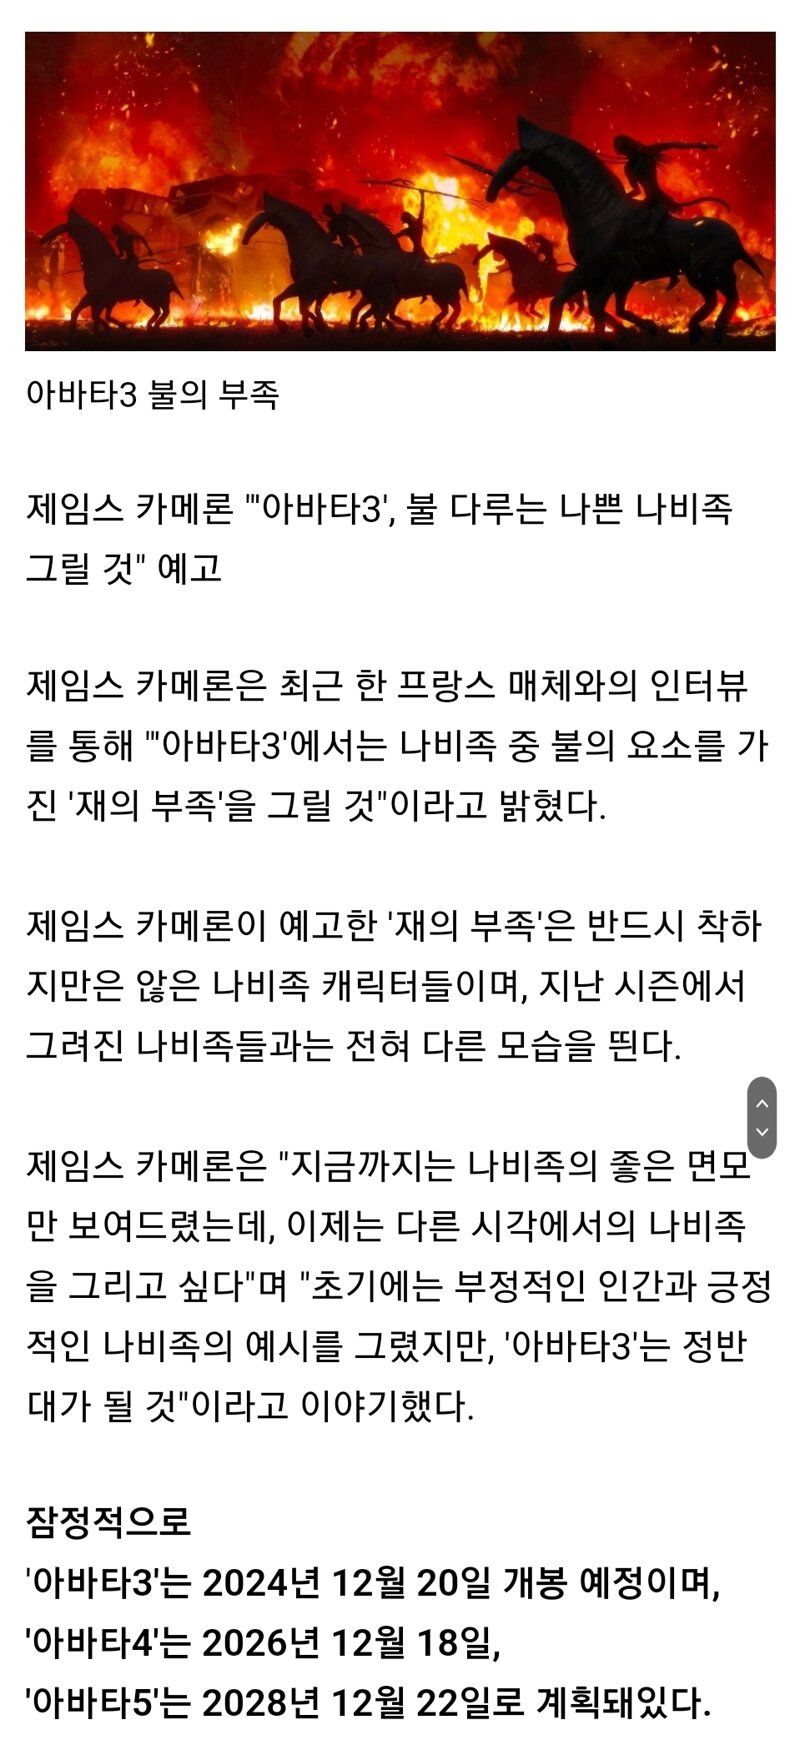 아바타3 불의 부족
제임스 카메론 "'아바타3', 불 다루는 나쁜 나비족
그릴 것" 예고
제임스 카메론은 최근 한 프랑스 매체와의 인터뷰
를 통해 "'아바타3'에서는 나비족 중 불의 요소를 가
진 '재의 부족'을 그릴 것"이라고 밝혔다.
제임스 카메론이 예고한 '재의 부족'은 반드시 착하
지만은 않은 나비족 캐릭터들이며, 지난 시즌에서
그려진 나비족들과는 전혀 다른 모습을 띈다.
제임스 카메론은 "지금까지는 나비족의 좋은 면모
만 보여드렸는데, 이제는 다른 시각에서의 나비족
을 그리고 싶다"며 "초기에는 부정적인 인간과 긍정
적인 나비족의 예시를 그렸지만, '아바타3'는 정반
대가 될 것"이라고 이야기했다.
잠정적으로
'아바타3'는 2024년 12월 20일 개봉 예정이며,
'아바타4'는 2026년 12월 18일,
'아바타5'는 2028년 12월 22일로 계획돼있다.